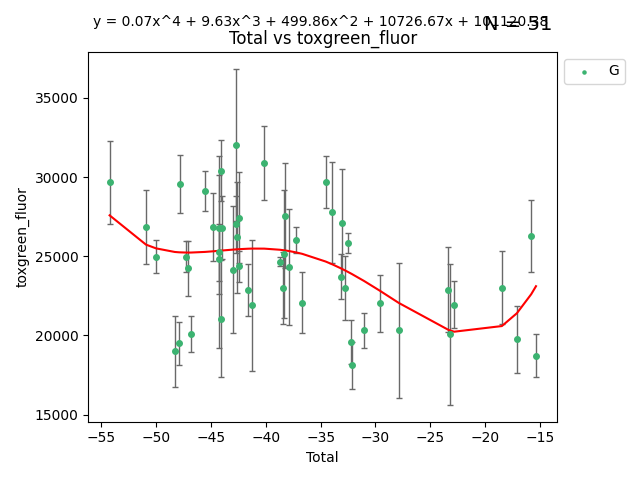 y = 0.07x^4 + 9.63x^3 + 499.86x^2 + 10726.67x +
N = 51
Total vs toxgreen_fluor
G
35000
30000
25000
20000
15000
toxgreen_fluor
−55 −50 −45 −40 −35 −30 −25 −20 −15
Total